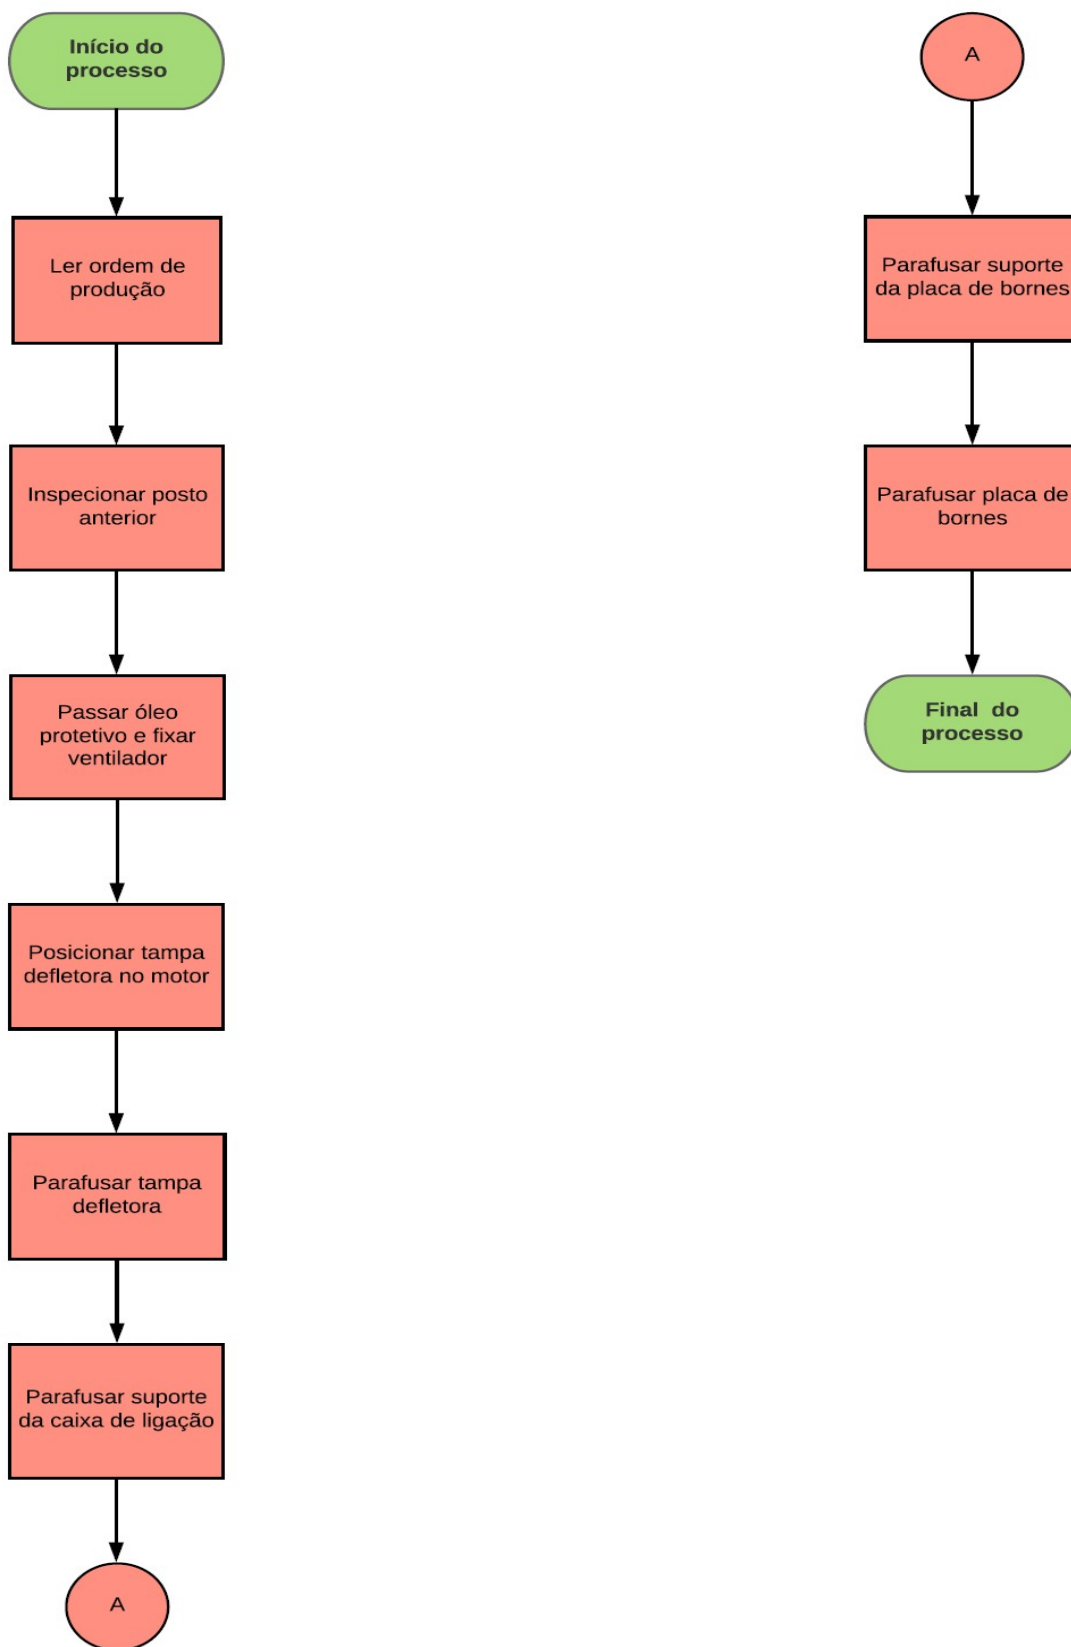 Início do
processo
Ler ordem de
produção
Inspecionar posto
anterior
Passar óleo
protetivo e fixar
ventilador
Posicionar tampa
defletora no motor
Parafusar tampa
defletora
Parafusar suporte
da caixa de ligação
A
A
Parafusar suporte
da placa de bornes
Parafusar placa de
bornes
Final do
processo